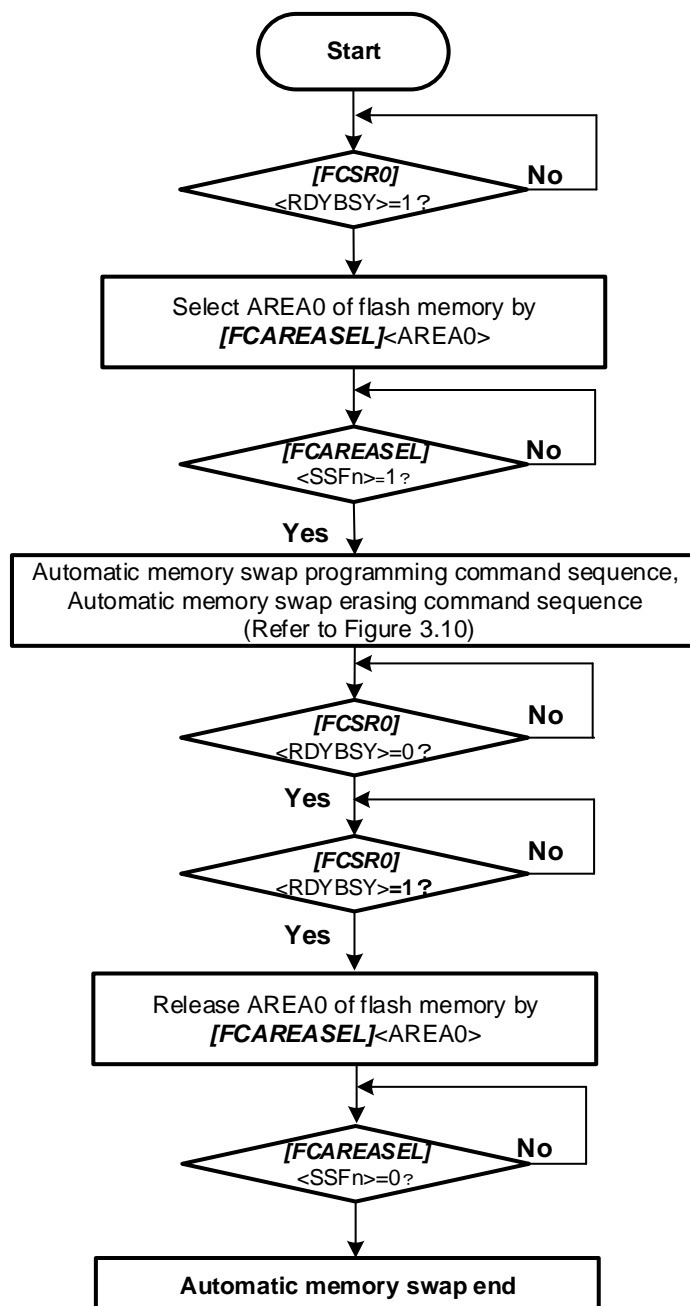 Start
[FCSR0]
<RDYBSY>=1?
No
Select AREA0 of flash memory by
[FCAREASEL]<AREA0>
[FCAREASEL]
<SSFn>=1?
No
Yes
Automatic memory swap programming command sequence,
Automatic memory swap erasing command sequence
(Refer to Figure 3.10)
[FCSR0]
<RDYBSY>=0?
No
Yes
[FCSR0]
<RDYBSY>=1?
No
Yes
Release AREA0 of flash memory by
[FCAREASEL]<AREA0>
[FCAREASEL]
<SSFn>=0?
No
Automatic memory swap end